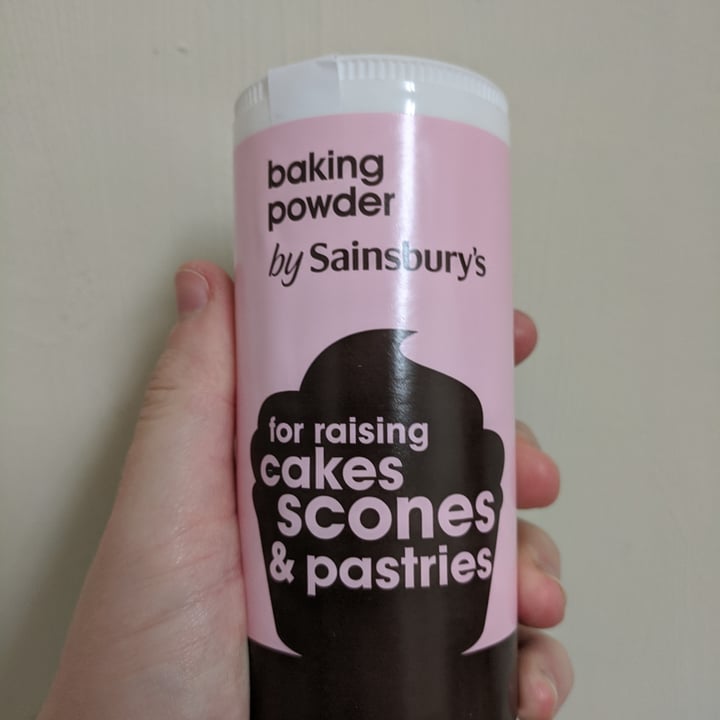 baking
powder
by Sainsbury's
for raising
cakes
scones
& pastries